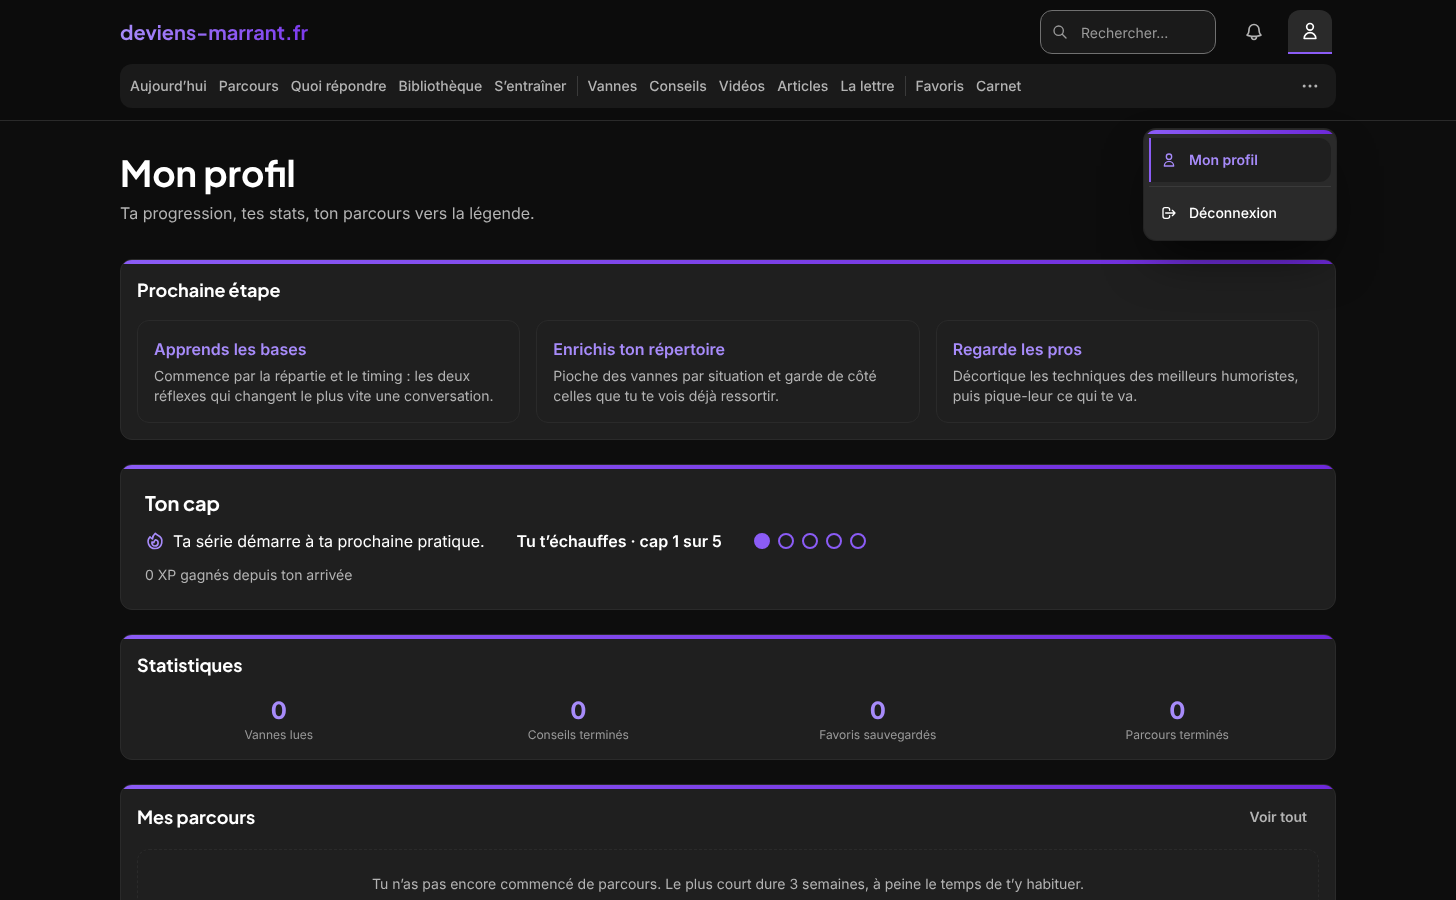 deviens-marrant.fr
Rechercher...
Aujourd’hui Parcours Quoi répondre Bibliothèque S’entraîner Vannes Conseils Vidéos Articles La lettre Favoris Carnet
Mon profil
Déconnexion
Mon profil
Ta progression, tes stats, ton parcours vers la légende.
Prochaine étape
Apprends les bases
Commence par la répartie et le timing : les deux
réflexes qui changent le plus vite une conversation.
Enrichis ton répertoire
Pioche des vannes par situation et garde de côté
celles que tu te vois déjà ressortir.
Regarde les pros
Décortique les techniques des meilleurs humoristes,
puis pique-leur ce qui te va.
Ton cap
Ta série démarre à ta prochaine pratique. Tu t’échauffes · cap 1 sur 5
0 XP gagnés depuis ton arrivée
Statistiques
0
Vannes lues
0
Conseils terminés
0
Favoris sauvegardés
0
Parcours terminés
Mes parcours
Voir tout
Tu n’as pas encore commencé de parcours. Le plus court dure 3 semaines, à peine le temps de t’y habituer.